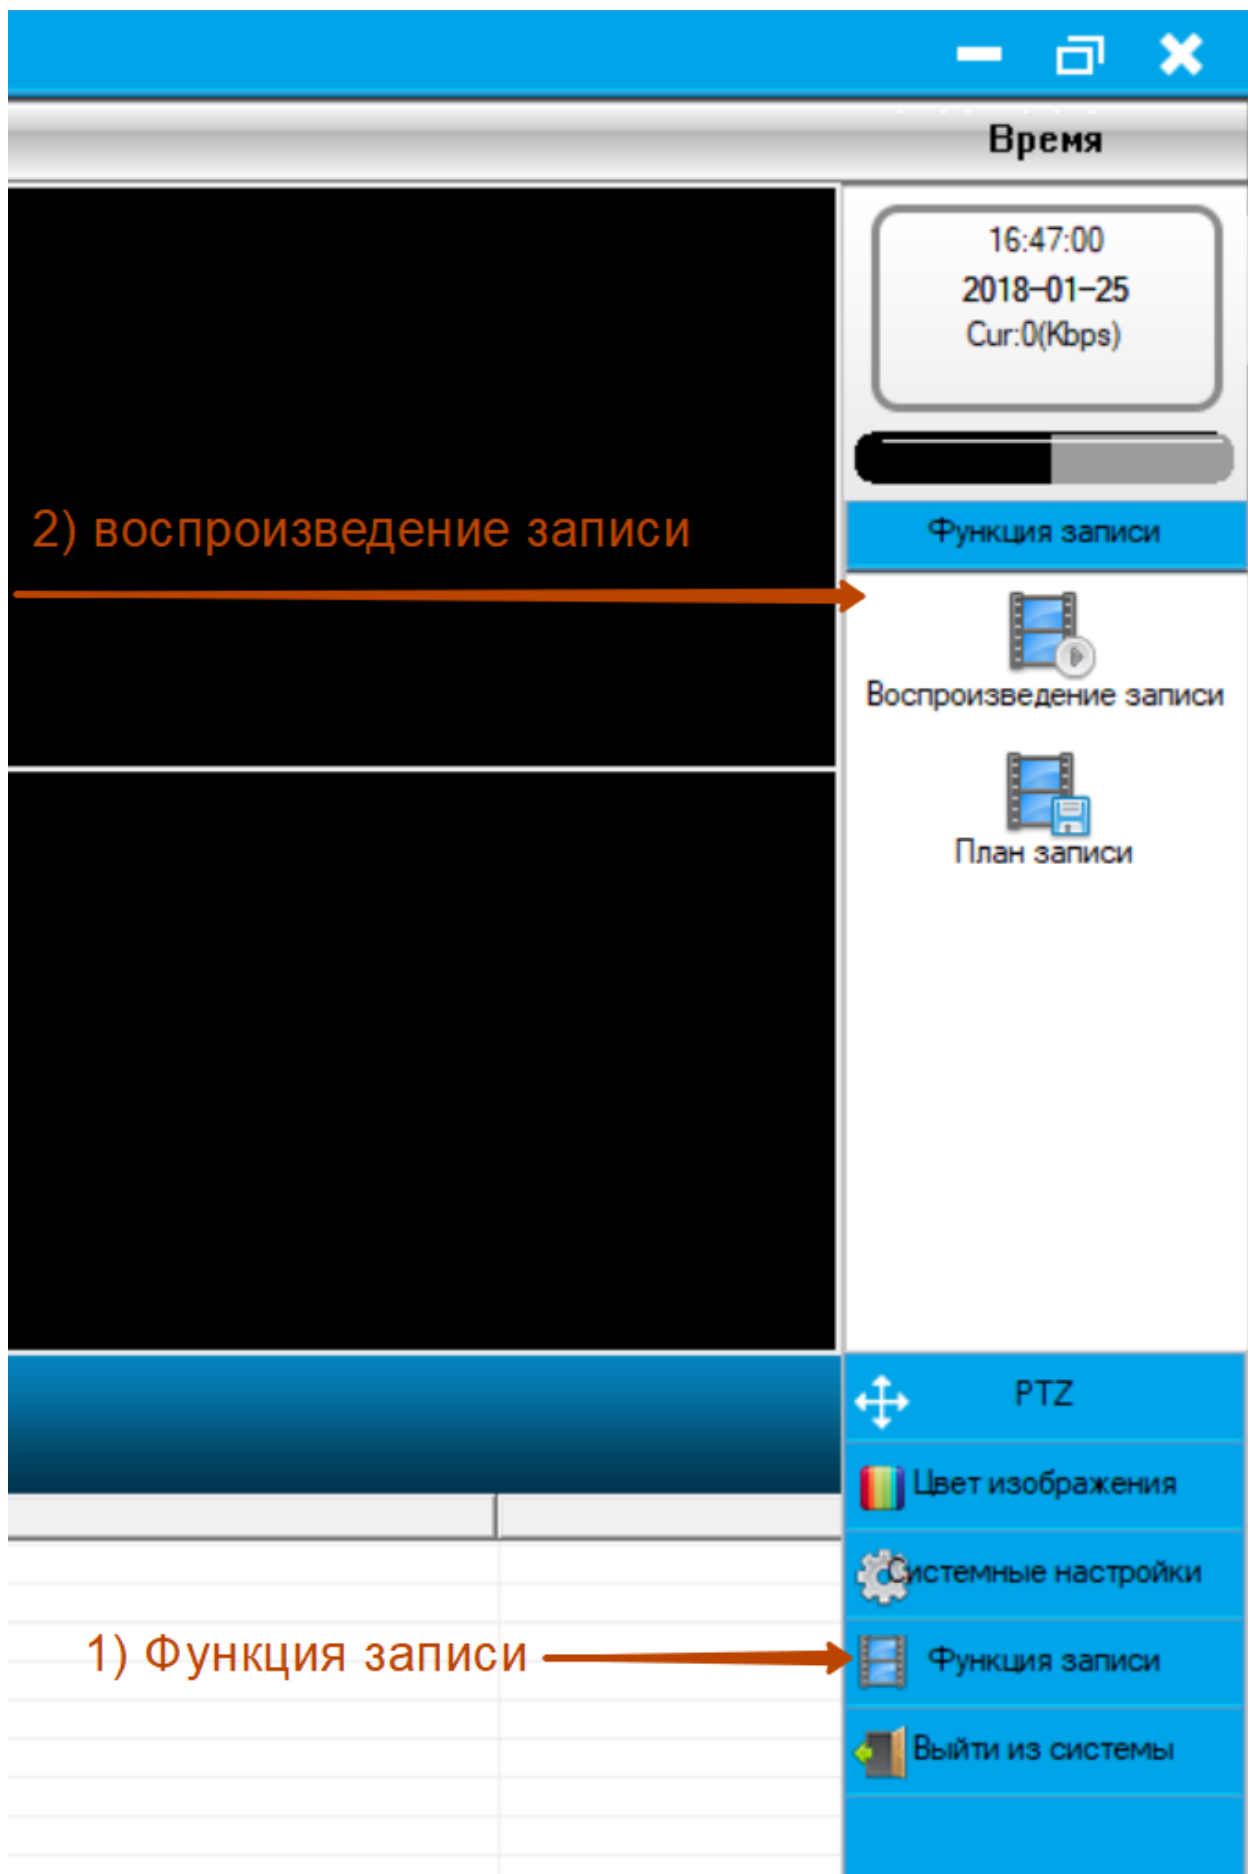 Время
16:47:00
2018-01-25
Cur:0(Kbps)
2) воспроизведение записи
Функция записи
Воспроизведение записи
План записи
PTZ
Цвет изображения
Системные настройки
1) Функция записи
Функция записи
Выйти из системы